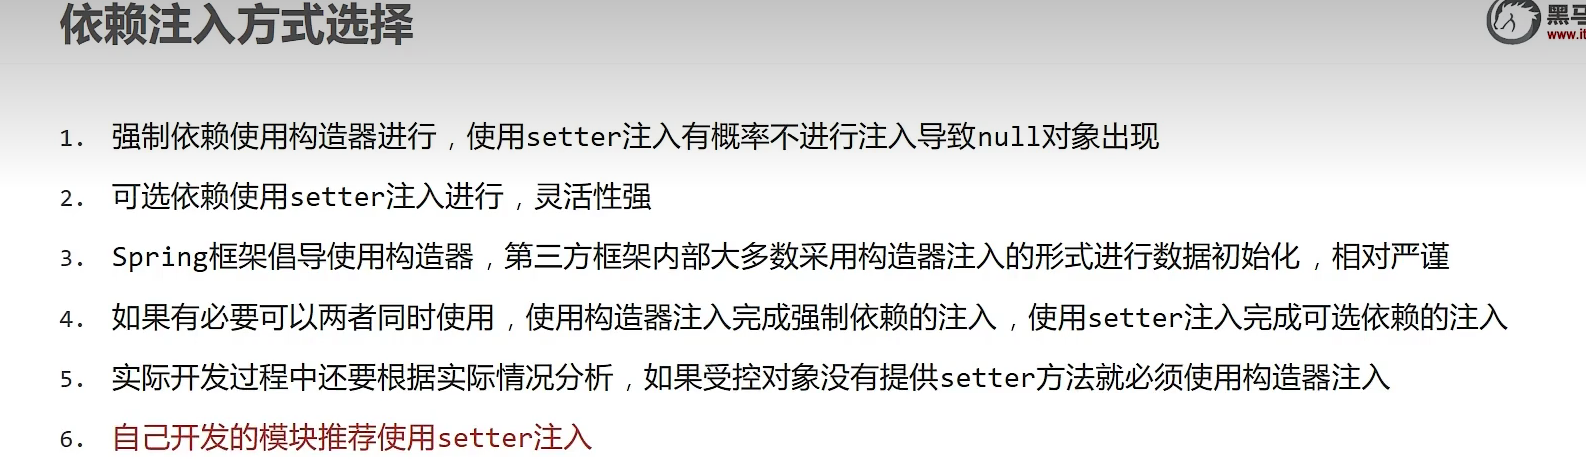 依赖注入方式选择
黑马
www.it
1. 强制依赖使用构造器进行，使用setter注入有概率不进行注入导致null对象出现
2. 可选依赖使用setter注入进行，灵活性强
3. Spring框架倡导使用构造器，第三方框架内部大多数采用构造器注入的形式进行数据初始化，相对严谨
4. 如果有必要可以两者同时使用，使用构造器注入完成强制依赖的注入，使用setter注入完成可选依赖的注入
5. 实际开发过程中还要根据实际情况分析，如果受控对象没有提供setter方法就必须使用构造器注入
6. 自己开发的模块推荐使用setter注入